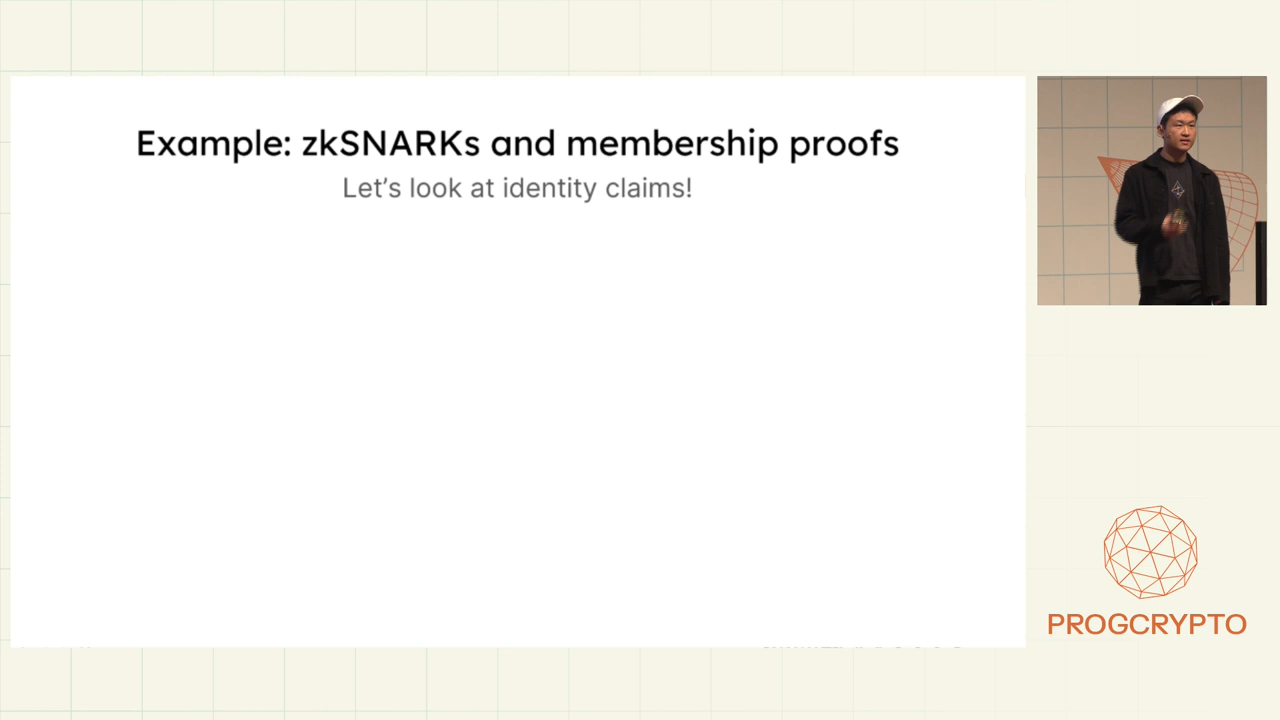 Example: zkSNARKs and membership proofs
Let's look at identity claims!
PROGCRYPTO